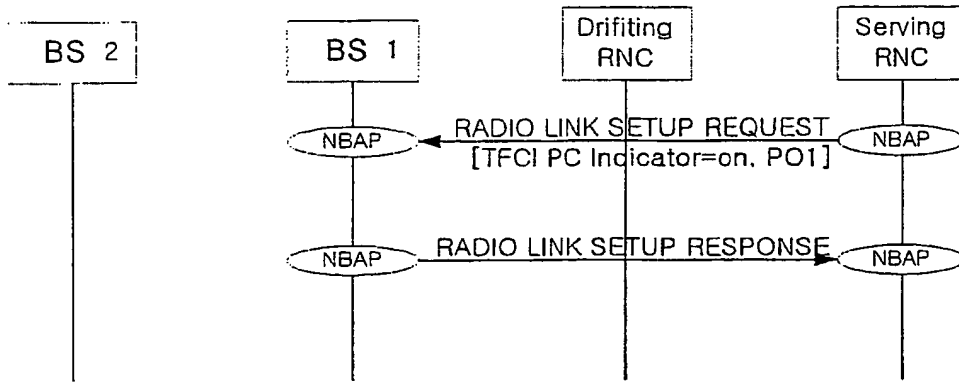 BS 2
BS 1
Drifiting
RNC
Serving
RNC
NBAP
RADIO LINK SETUP REQUEST
[TFCI PC Indicator=on, PO1]
NBAP
NBAP
RADIO LINK SETUP RESPONSE
NBAP